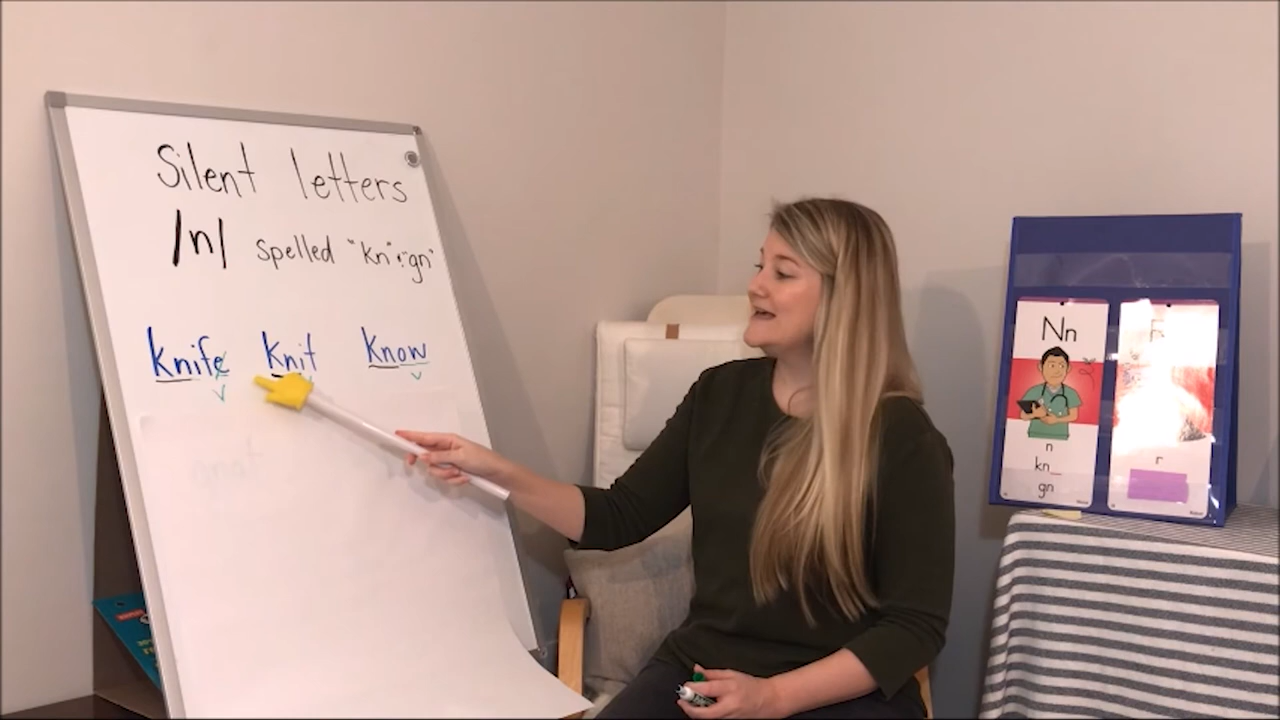 Silent letters
/n/ spelled "kn" & "gn"
knife knit know
Nn
n
kn_
gn
r